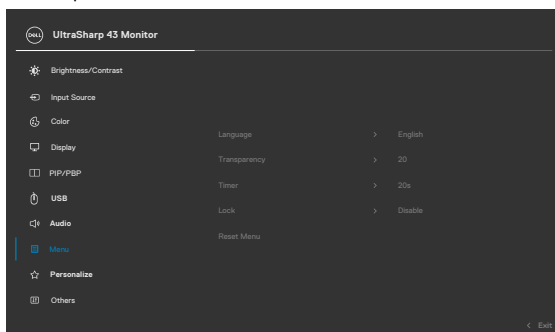 DELL UltraSharp 43 Monitor
Brightness/Contrast
Input Source
Color
Language > English
Display
Transparency > 20
PIP/PBP
Timer > 20s
USB
Lock > Disable
Audio
Reset Menu
Menu
Personalize
Others
< Exit